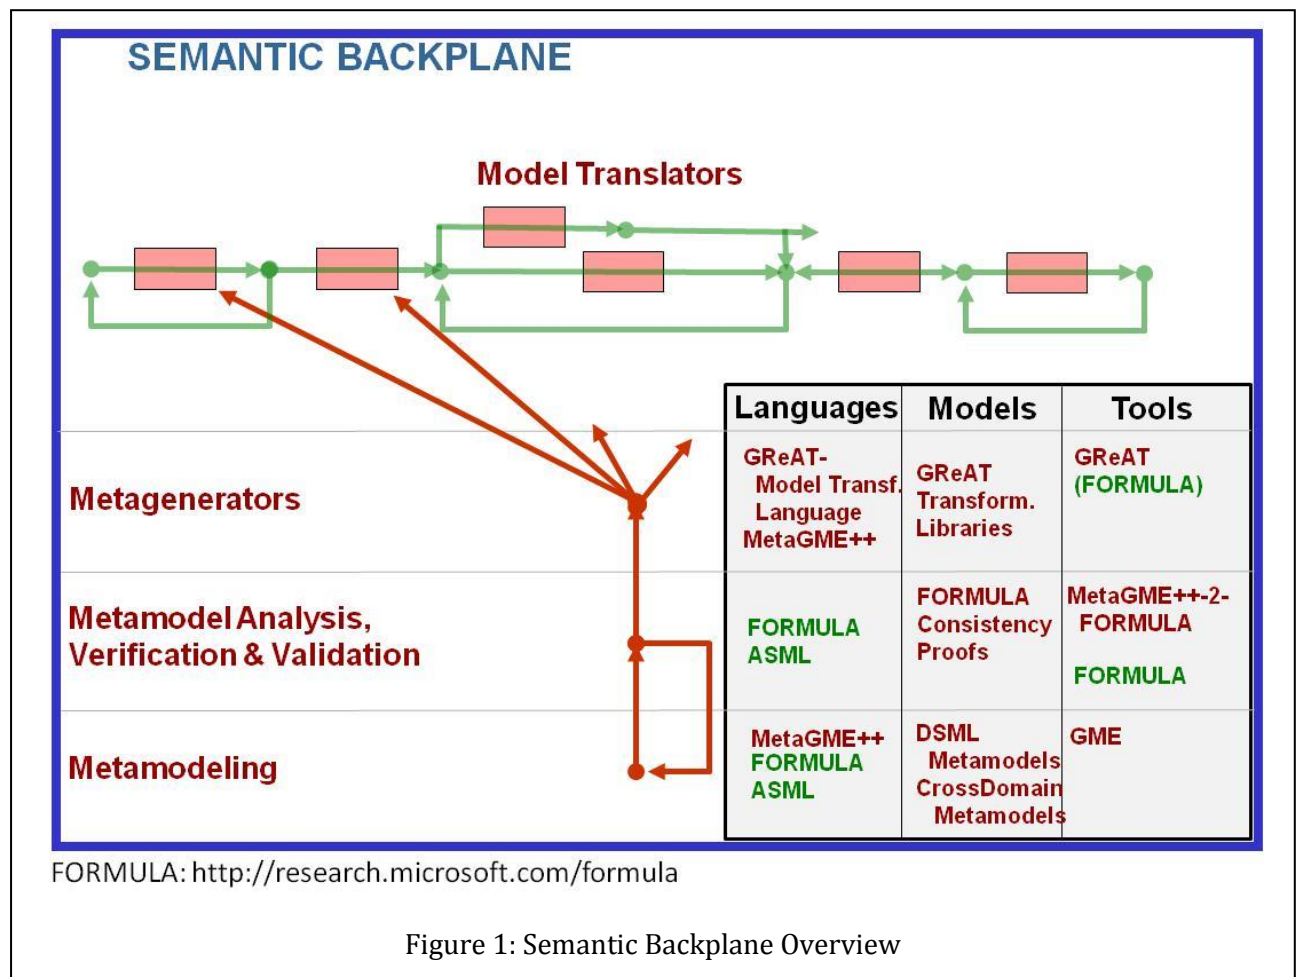 SEMANTIC BACKPLANE
Model Translators
Languages
Models
Tools
Metagenerators
GReAT-
Model Transf.
Language
MetaGME++
GReAT
Transform.
Libraries
GReAT
(FORMULA)
Metamodel Analysis,
Verification & Validation
FORMULA
ASML
FORMULA
Consistency
Proofs
MetaGME++-2-
FORMULA
FORMULA
Metamodeling
MetaGME++
FORMULA
ASML
DSML
Metamodels
CrossDomain
Metamodels
GME
FORMULA: http://research.microsoft.com/formula
Figure 1: Semantic Backplane Overview